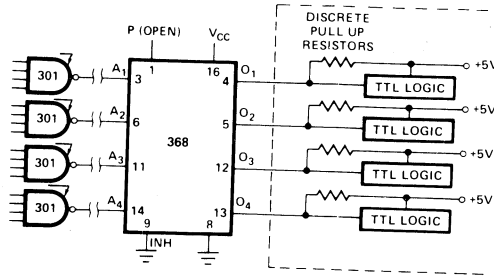 P (OPEN)
V_CC
DISCRETE
PULL UP
RESISTORS
301
A1
3
1
16
4
O1
+5V
TTL LOGIC
301
A2
6
5
O2
+5V
TTL LOGIC
368
301
A3
11
12
O3
+5V
TTL LOGIC
301
A4
14
13
O4
+5V
TTL LOGIC
9
8
INH